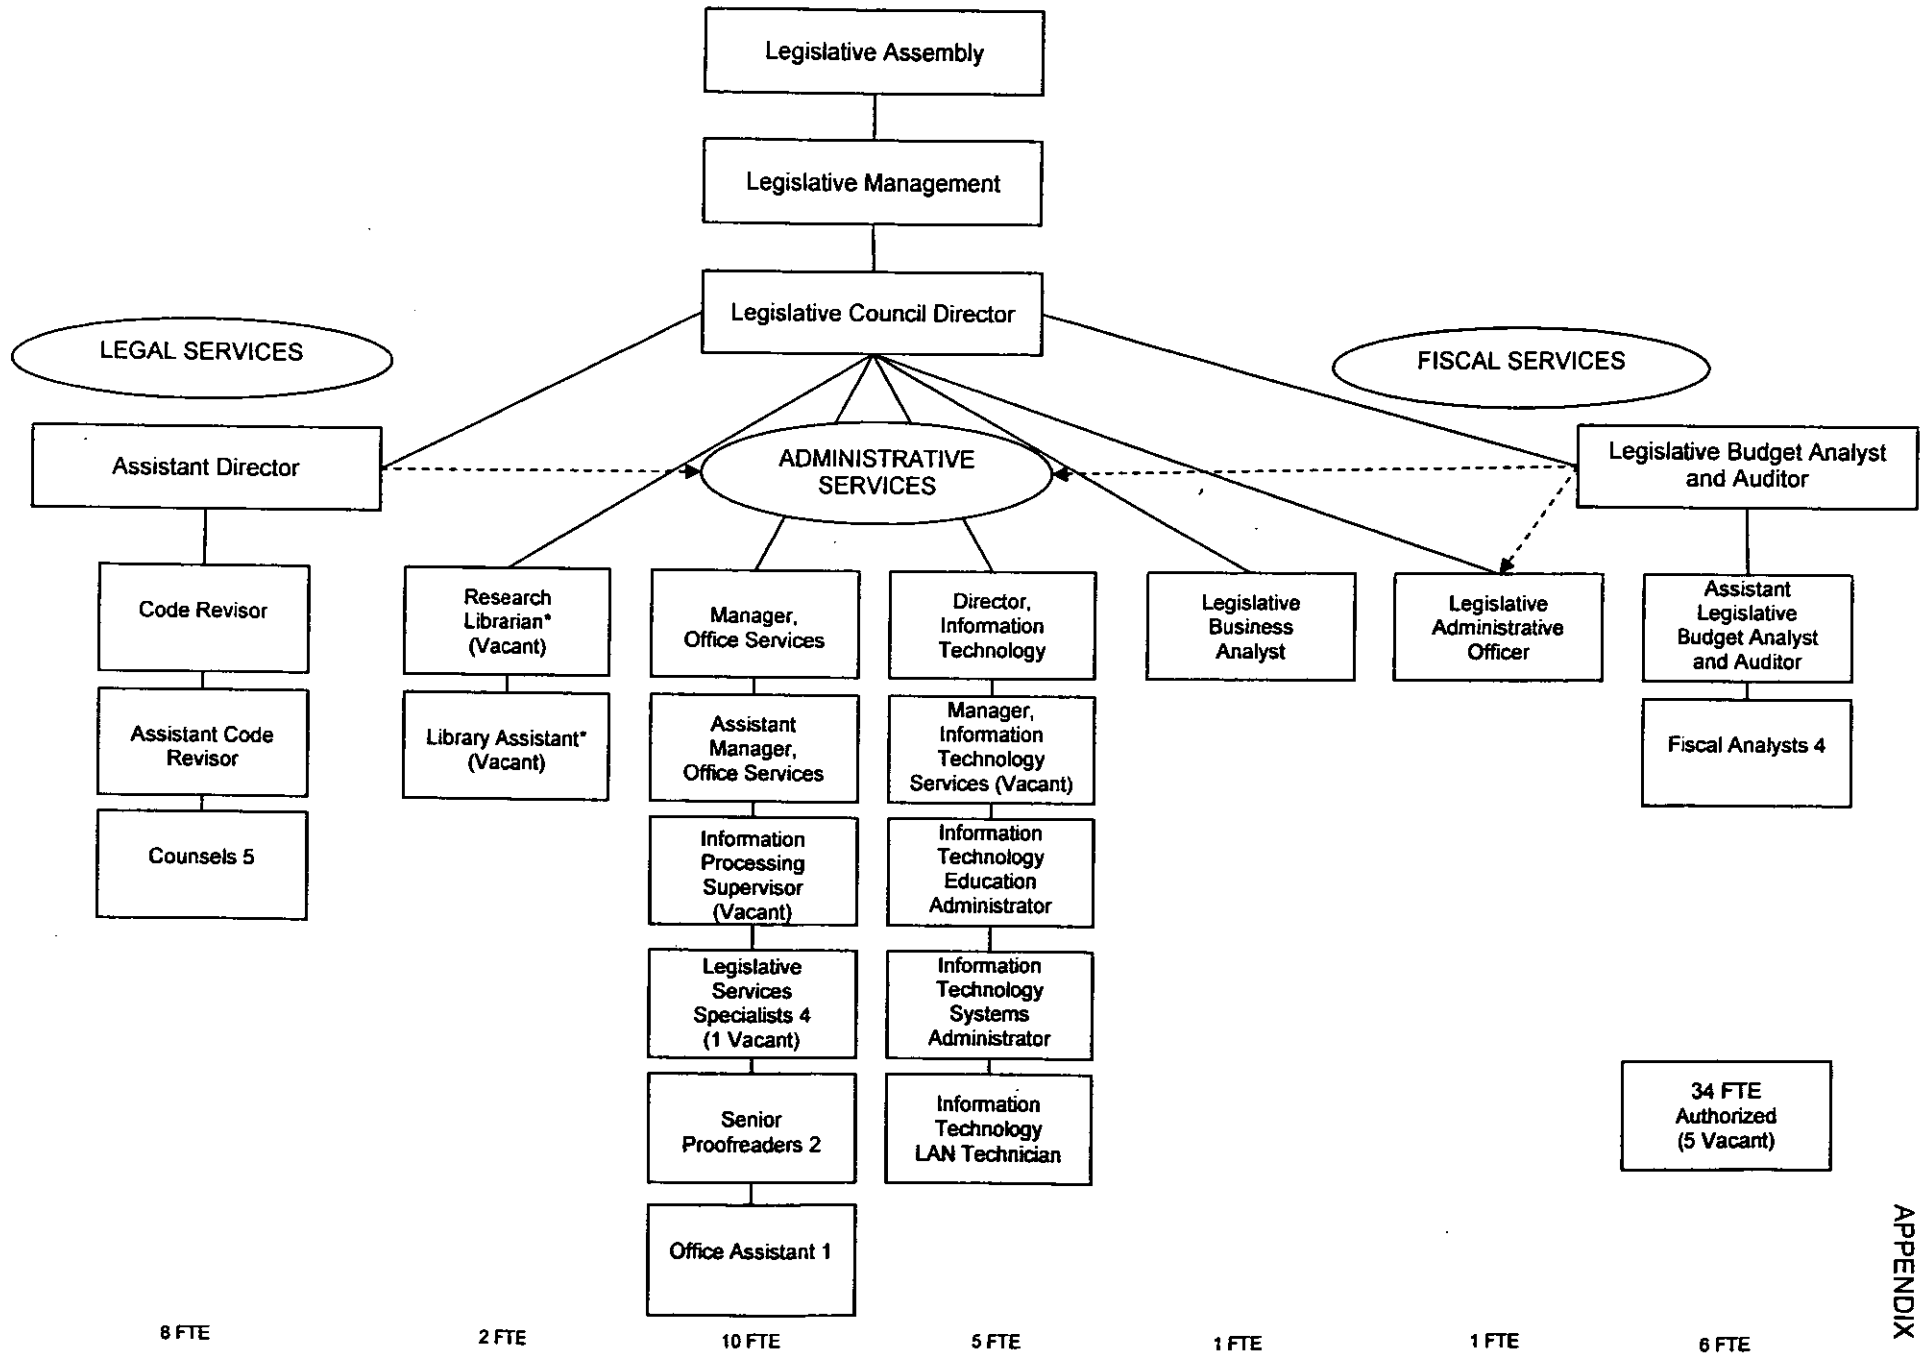 Legislative Assembly
Legislative Management
Legislative Council Director
LEGAL SERVICES
FISCAL SERVICES
ADMINISTRATIVE
SERVICES
Assistant Director
Legislative Budget Analyst
and Auditor
Code Revisor
Assistant Code
Revisor
Counsels 5
Research
Librarian*
(Vacant)
Library Assistant*
(Vacant)
Manager,
Office Services
Assistant
Manager,
Office Services
Information
Processing
Supervisor
(Vacant)
Legislative
Services
Specialists 4
(1 Vacant)
Senior
Proofreaders 2
Office Assistant 1
Director,
Information
Technology
Manager,
Information
Technology
Services (Vacant)
Information
Technology
Education
Administrator
Information
Technology
Systems
Administrator
Information
Technology
LAN Technician
Legislative
Business
Analyst
Legislative
Administrative
Officer
Assistant
Legislative
Budget Analyst
and Auditor
Fiscal Analysts 4
34 FTE
Authorized
(5 Vacant)
8 FTE
2 FTE
10 FTE
5 FTE
1 FTE
1 FTE
6 FTE
APPENDIX